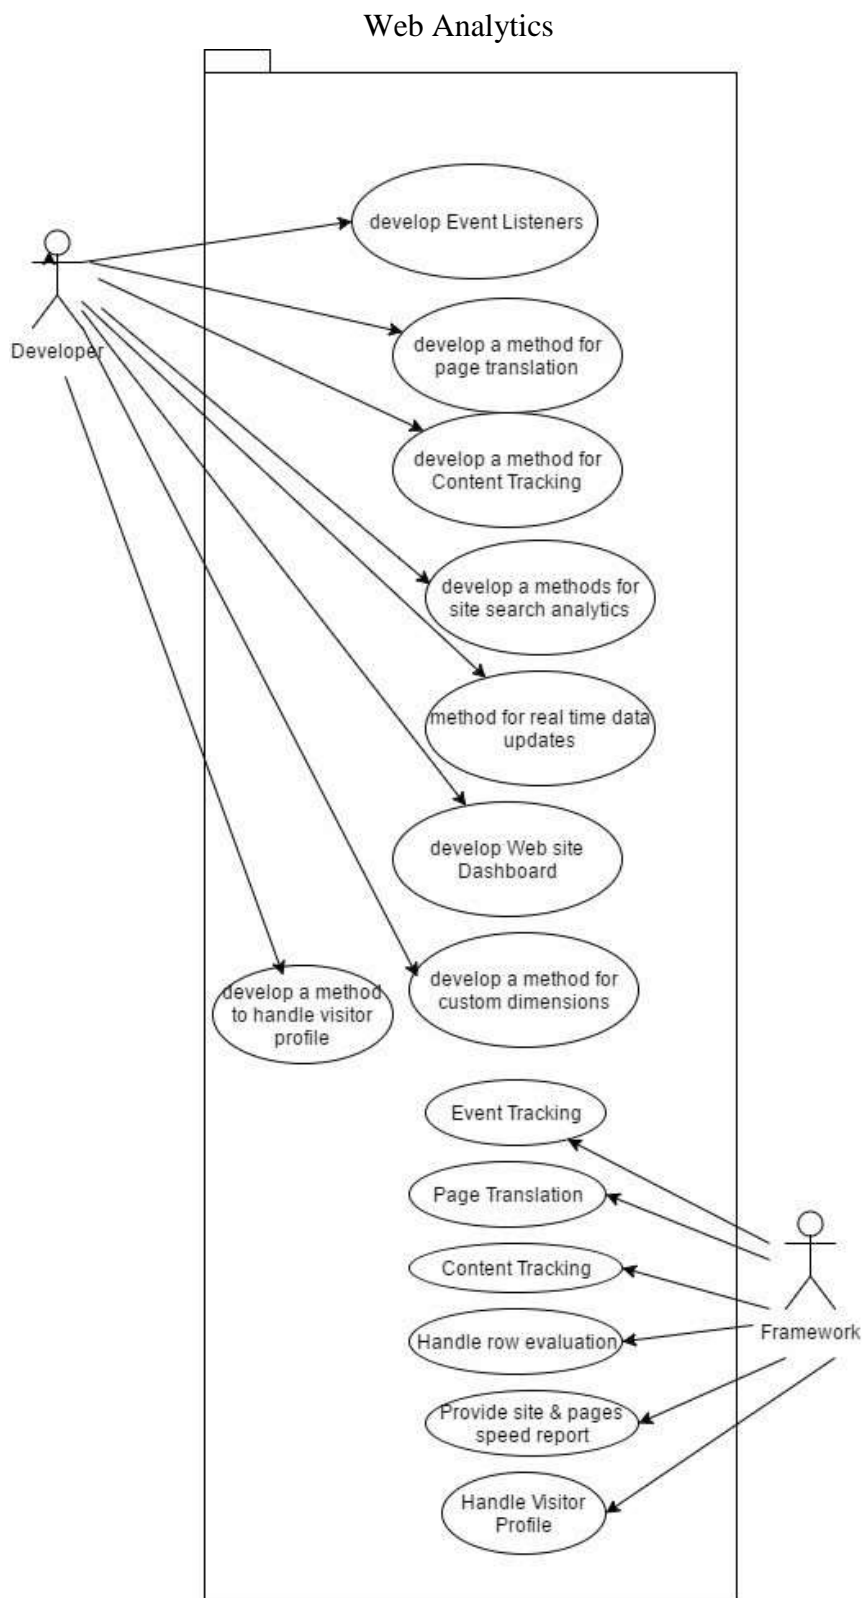 Web Analytics
develop Event Listeners
Developer
develop a method for
page translation
develop a method for
Content Tracking
develop a methods for
site search analytics
method for real time data
updates
develop Web site
Dashboard
develop a method for
custom dimensions
develop a method
to handle visitor
profile
Event Tracking
Page Translation
Content Tracking
Framework
Handle row evaluation
Provide site & pages
speed report
Handle Visitor
Profile